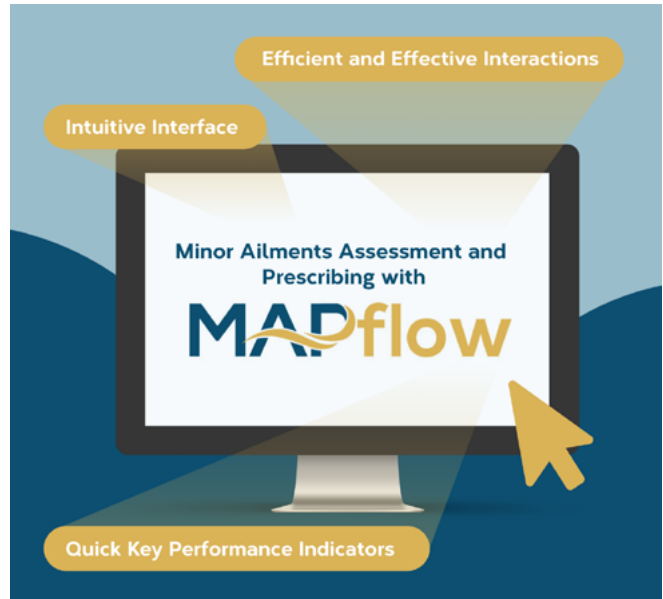 Efficient and Effective Interactions
Intuitive Interface
Minor Ailments Assessment and
Prescribing with
MAPflow
Quick Key Performance Indicators